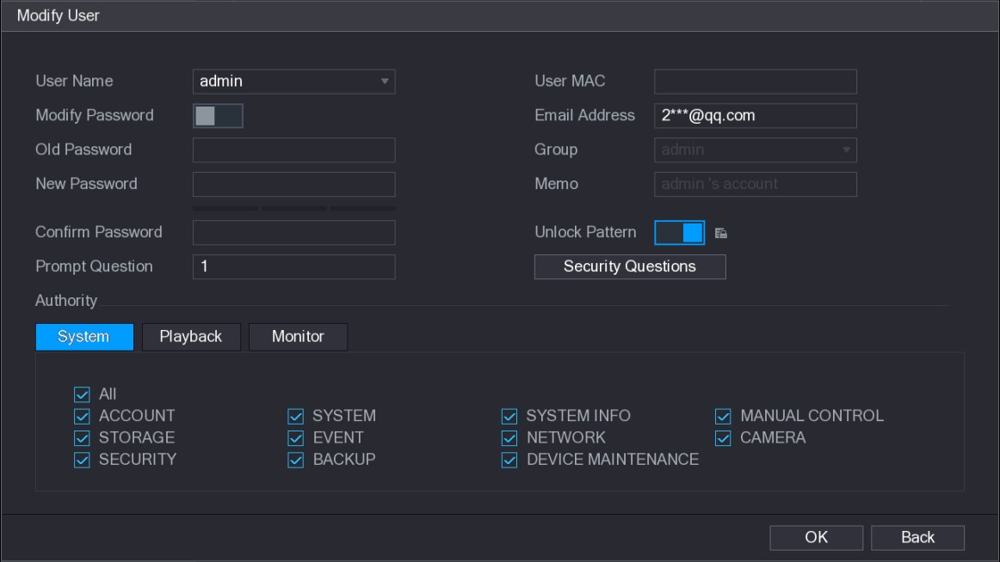 Modify User
User Name admin User MAC
Modify Password Email Address 2***@qq.com
Old Password Group admin
New Password Memo admin 's account
Confirm Password Unlock Pattern
Prompt Question 1 Security Questions
Authority
System Playback Monitor
All
ACCOUNT SYSTEM SYSTEM INFO MANUAL CONTROL
STORAGE EVENT NETWORK CAMERA
SECURITY BACKUP DEVICE MAINTENANCE
OK Back